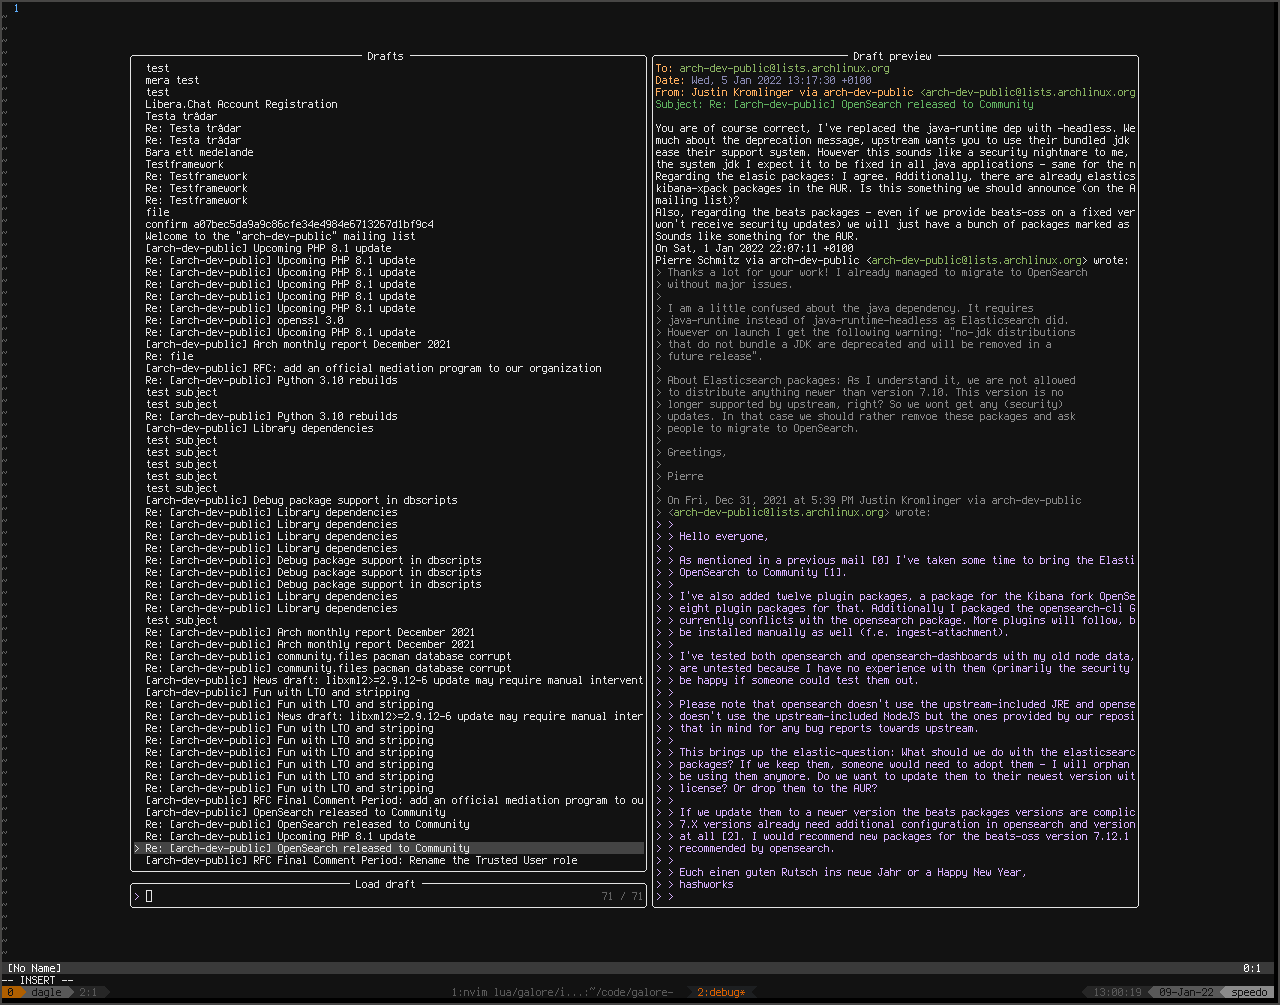 1
Drafts
test
mera test
test
Libera.Chat Account Registration
Testa trådar
Re: Testa trådar
Re: Testa trådar
Bara ett medelande
Testframework
Re: Testframework
Re: Testframework
Re: Testframework
file
confirm a07bec5da9a9c86cfe34e4984e6713267d1bf9c4
Welcome to the "arch-dev-public" mailing list
[arch-dev-public] Upcoming PHP 8.1 update
Re: [arch-dev-public] Upcoming PHP 8.1 update
Re: [arch-dev-public] Upcoming PHP 8.1 update
Re: [arch-dev-public] Upcoming PHP 8.1 update
Re: [arch-dev-public] Upcoming PHP 8.1 update
Re: [arch-dev-public] Upcoming PHP 8.1 update
Re: [arch-dev-public] openssl 3.0
Re: [arch-dev-public] Upcoming PHP 8.1 update
[arch-dev-public] Arch monthly report December 2021
Re: file
[arch-dev-public] RFC: add an official mediation program to our organization
Re: [arch-dev-public] Python 3.10 rebuilds
test subject
test subject
Re: [arch-dev-public] Python 3.10 rebuilds
[arch-dev-public] Library dependencies
test subject
test subject
test subject
test subject
test subject
[arch-dev-public] Debug package support in dbscripts
Re: [arch-dev-public] Library dependencies
Re: [arch-dev-public] Library dependencies
Re: [arch-dev-public] Library dependencies
Re: [arch-dev-public] Library dependencies
Re: [arch-dev-public] Debug package support in dbscripts
Re: [arch-dev-public] Debug package support in dbscripts
Re: [arch-dev-public] Debug package support in dbscripts
Re: [arch-dev-public] Library dependencies
Re: [arch-dev-public] Library dependencies
test subject
Re: [arch-dev-public] Arch monthly report December 2021
Re: [arch-dev-public] Arch monthly report December 2021
Re: [arch-dev-public] community.files pacman database corrupt
Re: [arch-dev-public] community.files pacman database corrupt
[arch-dev-public] News draft: libxml2>=2.9.12-6 update may require manual intervent
[arch-dev-public] Fun with LTO and stripping
Re: [arch-dev-public] Fun with LTO and stripping
Re: [arch-dev-public] News draft: libxml2>=2.9.12-6 update may require manual inter
Re: [arch-dev-public] Fun with LTO and stripping
Re: [arch-dev-public] Fun with LTO and stripping
Re: [arch-dev-public] Fun with LTO and stripping
Re: [arch-dev-public] Fun with LTO and stripping
Re: [arch-dev-public] Fun with LTO and stripping
Re: [arch-dev-public] Fun with LTO and stripping
[arch-dev-public] RFC Final Comment Period: add an official mediation program to ou
[arch-dev-public] OpenSearch released to Community
Re: [arch-dev-public] OpenSearch released to Community
Re: [arch-dev-public] Upcoming PHP 8.1 update
> Re: [arch-dev-public] OpenSearch released to Community
[arch-dev-public] RFC Final Comment Period: Rename the Trusted User role
Load draft
> 71 / 71
Draft preview
To: arch-dev-public@lists.archlinux.org
Date: Wed, 5 Jan 2022 13:17:30 +0100
From: Justin Kromlinger via arch-dev-public <arch-dev-public@lists.archlinux.org
Subject: Re: [arch-dev-public] OpenSearch released to Community
You are of course correct, I've replaced the java-runtime dep with -headless. We
much about the deprecation message, upstream wants you to use their bundled jdk
ease their support system. However this sounds like a security nightmare to me,
the system jdk I expect it to be fixed in all java applications - same for the n
Regarding the elasic packages: I agree. Additionally, there are already elastics
kibana-xpack packages in the AUR. Is this something we should announce (on the A
mailing list)?
Also, regarding the beats packages - even if we provide beats-oss on a fixed ver
won't receive security updates) we will just have a bunch of packages marked as
Sounds like something for the AUR.
On Sat, 1 Jan 2022 22:07:11 +0100
Pierre Schmitz via arch-dev-public <arch-dev-public@lists.archlinux.org> wrote:
> Thanks a lot for your work! I already managed to migrate to OpenSearch
> without major issues.
>
> I am a little confused about the java dependency. It requires
> java-runtime instead of java-runtime-headless as Elasticsearch did.
> However on launch I get the following warning: "no-jdk distributions
> that do not bundle a JDK are deprecated and will be removed in a
> future release".
>
> About Elasticsearch packages: As I understand it, we are not allowed
> to distribute anything newer than version 7.10. This version is no
> longer supported by upstream, right? So we wont get any (security)
> updates. In that case we should rather remvoe these packages and ask
> people to migrate to OpenSearch.
>
> Greetings,
>
> Pierre
>
> On Fri, Dec 31, 2021 at 5:39 PM Justin Kromlinger via arch-dev-public
> <arch-dev-public@lists.archlinux.org> wrote:
> >
> > Hello everyone,
> >
> > As mentioned in a previous mail [0] I've taken some time to bring the Elasti
> > OpenSearch to Community [1].
> >
> > I've also added twelve plugin packages, a package for the Kibana fork OpenSe
> > eight plugin packages for that. Additionally I packaged the opensearch-cli G
> > currently conflicts with the opensearch package. More plugins will follow, b
> > be installed manually as well (f.e. ingest-attachment).
> >
> > I've tested both opensearch and opensearch-dashboards with my old node data,
> > are untested because I have no experience with them (primarily the security
> > be happy if someone could test them out.
> >
> > Please note that opensearch doesn't use the upstream-included JRE and opense
> > doesn't use the upstream-included NodeJS but the ones provided by our reposi
> > that in mind for any bug reports towards upstream.
> >
> > This brings up the elastic-question: What should we do with the elasticsearc
> > packages? If we keep them, someone would need to adopt them - I will orphan
> > be using them anymore. Do we want to update them to their newest version wit
> > license? Or drop them to the AUR?
> >
> > If we update them to a newer version the beats packages versions are complic
> > 7.X versions already need additional configuration in opensearch and version
> > at all [2]. I would recommend new packages for the beats-oss version 7.12.1
> > recommended by opensearch.
> >
> > Euch einen guten Rutsch ins neue Jahr or a Happy New Year,
> > hashworks
> >
[No Name] 0:1
-- INSERT --
0 dagle 2:1 1:nvim lua/galore/i...:~/code/galore- 2:debug* 13:00:19 09-Jan-22 speedo